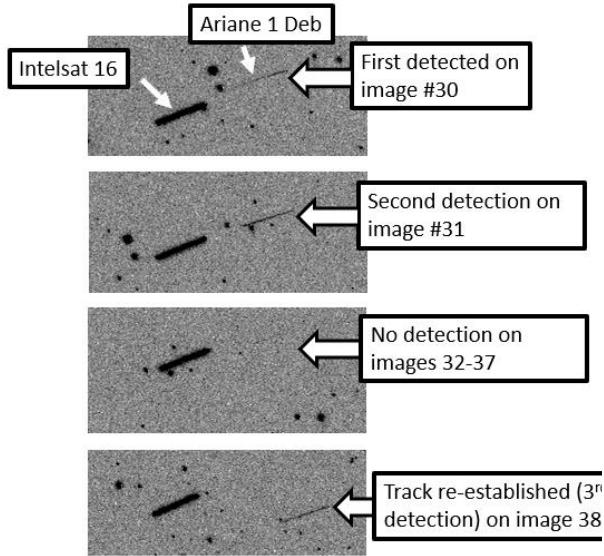 Ariane 1 Deb
Intelsat 16
First detected on
image #30
Second detection on
image #31
No detection on
images 32-37
Track re-established (3rd
detection) on image 38